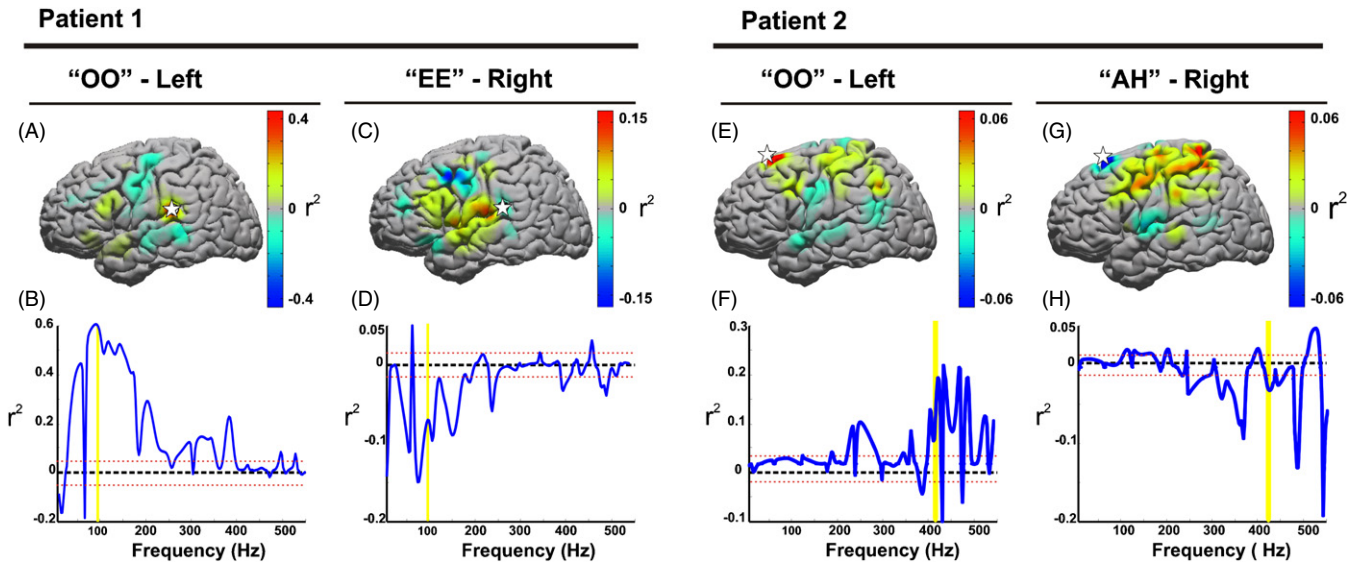 Patient 1
Patient 2
“OO” - Left
“EE” - Right
“OO” - Left
“AH” - Right
(A)
0.4
0
r²
-0.4
(C)
0.15
0
r²
-0.15
(E)
0.06
0
r²
-0.06
(G)
0.06
0
r²
-0.06
(B)
0.6
0.4
r²
0.2
0
-0.2
100 200 300 400 500
Frequency (Hz)
(D)
0.05
0
r²
-0.1
-0.2
100 200 300 400 500
Frequency (Hz)
(F)
0.3
0.2
r²
0.1
0
-0.1
100 200 300 400 500
Frequency (Hz)
(H)
0.05
0
r²
-0.1
-0.2
100 200 300 400 500
Frequency ( Hz)